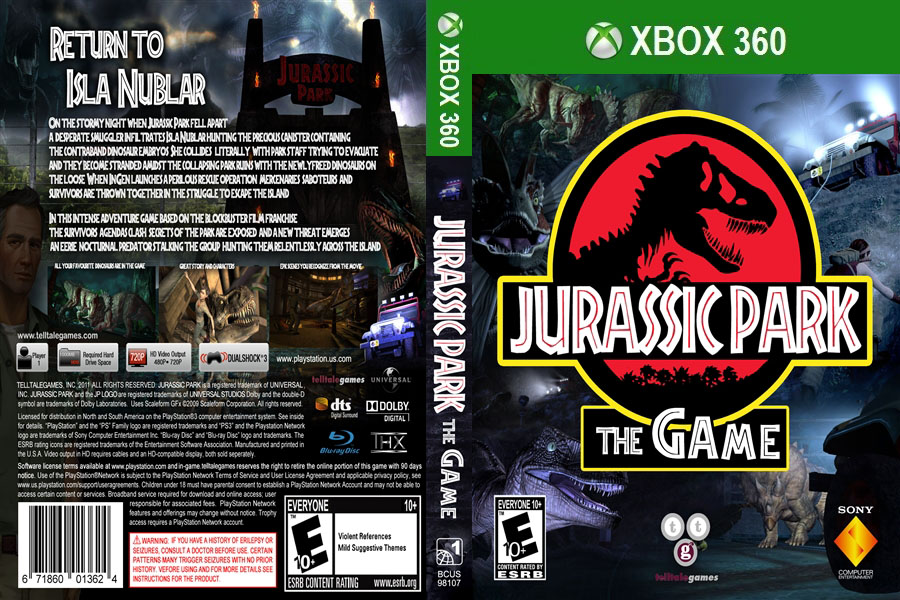 RETURN TO
ISLA NUBLAR
JURASSIC
PARK
ON THE STORMY NIGHT WHEN JURASSIC PARK FELL APART
A DESPERATE SMUGGLER INFILTRATES ISLA NUBLAR HUNTING THE PRECIOUS CANISTER CONTAINING
THE CONTRABAND DINOSAUR EMBRYOS SHE COLLIDES LITERALLY WITH PARK STAFF TRYING TO EVACUATE
AND THEY BECOME STRANDED AMIDST THE COLLAPSING PARK RUINS WITH THE NEWLY FREED DINOSAURS ON
THE LOOSE. WHEN INGEN LAUNCHES A PERILOUS RESCUE OPERATION MERCENARIES SABOTEURS AND
SURVIVORS ARE THROWN TOGETHER IN THE STRUGGLE TO ESCAPE THE ISLAND
IN THIS INTENSE ADVENTURE GAME BASED ON THE BLOCKBUSTER FILM FRANCHISE
THE SURVIVORS AGENDAS CLASH SECRETS OF THE PARK ARE EXPOSED AND A NEW THREAT EMERGES
AN EERIE NOCTURNAL PREDATOR STALKING THE GROUP HUNTING THEM RELENTLESSLY ACROSS THE ISLAND
ALL YOUR FAVOURITE DINOSAURS ARE IN THE GAME
GREAT STORY AND CHARACTERS
EPIC SCENES YOU RECOGNIZE FROM THE MOVIE
www.telltalegames.com
Player
1
Required Hard
Drive Space
720P
HD Video Output
480P• 720P
DUALSHOCK®3
www.playstation.us.com
TELLTALEGAMES, INC, 2011 ALL RIGHTS RESERVED. JURASSIC PARK is a registered trademark of UNIVERSAL,
INC. JURASSIC PARK and the JP LOGO are registered trademarks of UNIVERSAL STUDIOS Dolby and the double-D
symbol are trademarks of Dolby Laboratories. Uses Scaleform GFx ©2009 Scaleform Corporation. All rights reserved.
Licensed for distribution in North and South America on the PlayStation®3 computer entertainment system. See inside
for details. "PlayStation" and the "PS" Family logo are registered trademarks and "PS3" and the Playstation Network
logo are trademarks of Sony Computer Entertainment Inc. "Blu-ray Disc" and "Blu-ray Disc" logo and trademarks. The
ESRB rating icons are registered trademarks of the Entertainment Software Association. Manufactured and printed in
the U.S.A. Video output in HD requires cables and an HD-compatible display, both sold seperately.
Software license terms available at www.playstation.com and in-game.telltalegames reserves the right to retire the online portion of this game with 90 days
notice. Use of the PlayStation®Network is subject to the PlayStation Network Terms of Service and User License Agreement and applicable privacy policy, see
www.us.playstation.com/support/useragreements. Children under 18 must have parental consent to establish a PlayStation Network Account and may not be able to
access certain content or services. Broadband service required for download and online access; user
responsible for associated fees. PlayStation Network
features and offerings may change without notice. Trophy
access requires a PlayStation Network account.
telltalegames
UNIVERSAL
dts
Digital Surround
DOLBY
DIGITAL
Blu-ray Disc
THX
WARNING: IF YOU HAVE A HISTORY OF EPILEPSY OR
SEIZURES, CONSULT A DOCTOR BEFORE USE. CERTAIN
PATTERNS MANY TRIGGER SEIZURES WITH NO PRIOR
HISTORY. VEFORE USING AND FOR MORE DETAILS SEE
INSTRUCTIONS FOR THE PRODUCT.
6 71860 01362 4
EVERYONE 10+
E
10+
Violent References
Mild Suggestive Themes
ESRB CONTENT RATING www.esrb.org
XBOX 360
JURASSIC PARK THE GAME
1
BCUS
98107
XBOX 360
JURASSIC PARK
THE GAME
EVERYONE 10+
E
10+
CONTENT RATED BY
ESRB
t t
g
telltalegames
SONY
COMPUTER
ENTERTAINMENT